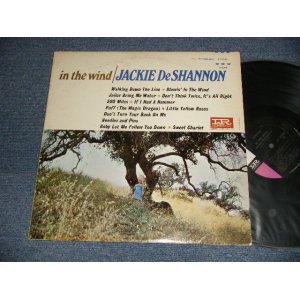 in the wind / JACKIE DeSHANNON
Walking Down The Line • Blowin' In The Wind
Jailer Bring Me Water • Don't Think Twice, It's All Right
500 Miles • If I Had A Hammer
Puff (The Magic Dragon) • Little Yellow Roses
Don't Turn Your Back On Me
Needles and Pins
Baby Let Me Follow You Down • Sweet Chariot
IR